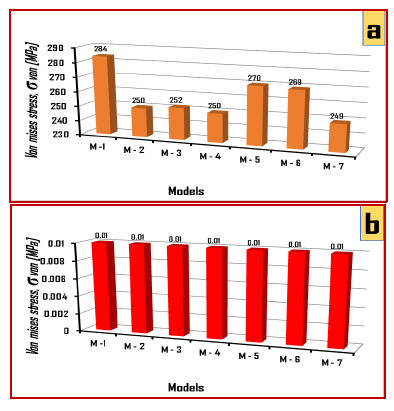 a
Von mises stress, σ von [MPa]
290
280
270
260
250
240
230
284
250
252
250
270
269
249
M -1
M - 2
M - 3
M - 4
M - 5
M - 6
M - 7
Models
b
Von mises stress, σ von [MPa]
0.01
0.008
0.006
0.004
0.002
0
0.01
0.01
0.01
0.01
0.01
0.01
0.01
M -1
M - 2
M - 3
M - 4
M - 5
M - 6
M - 7
Models